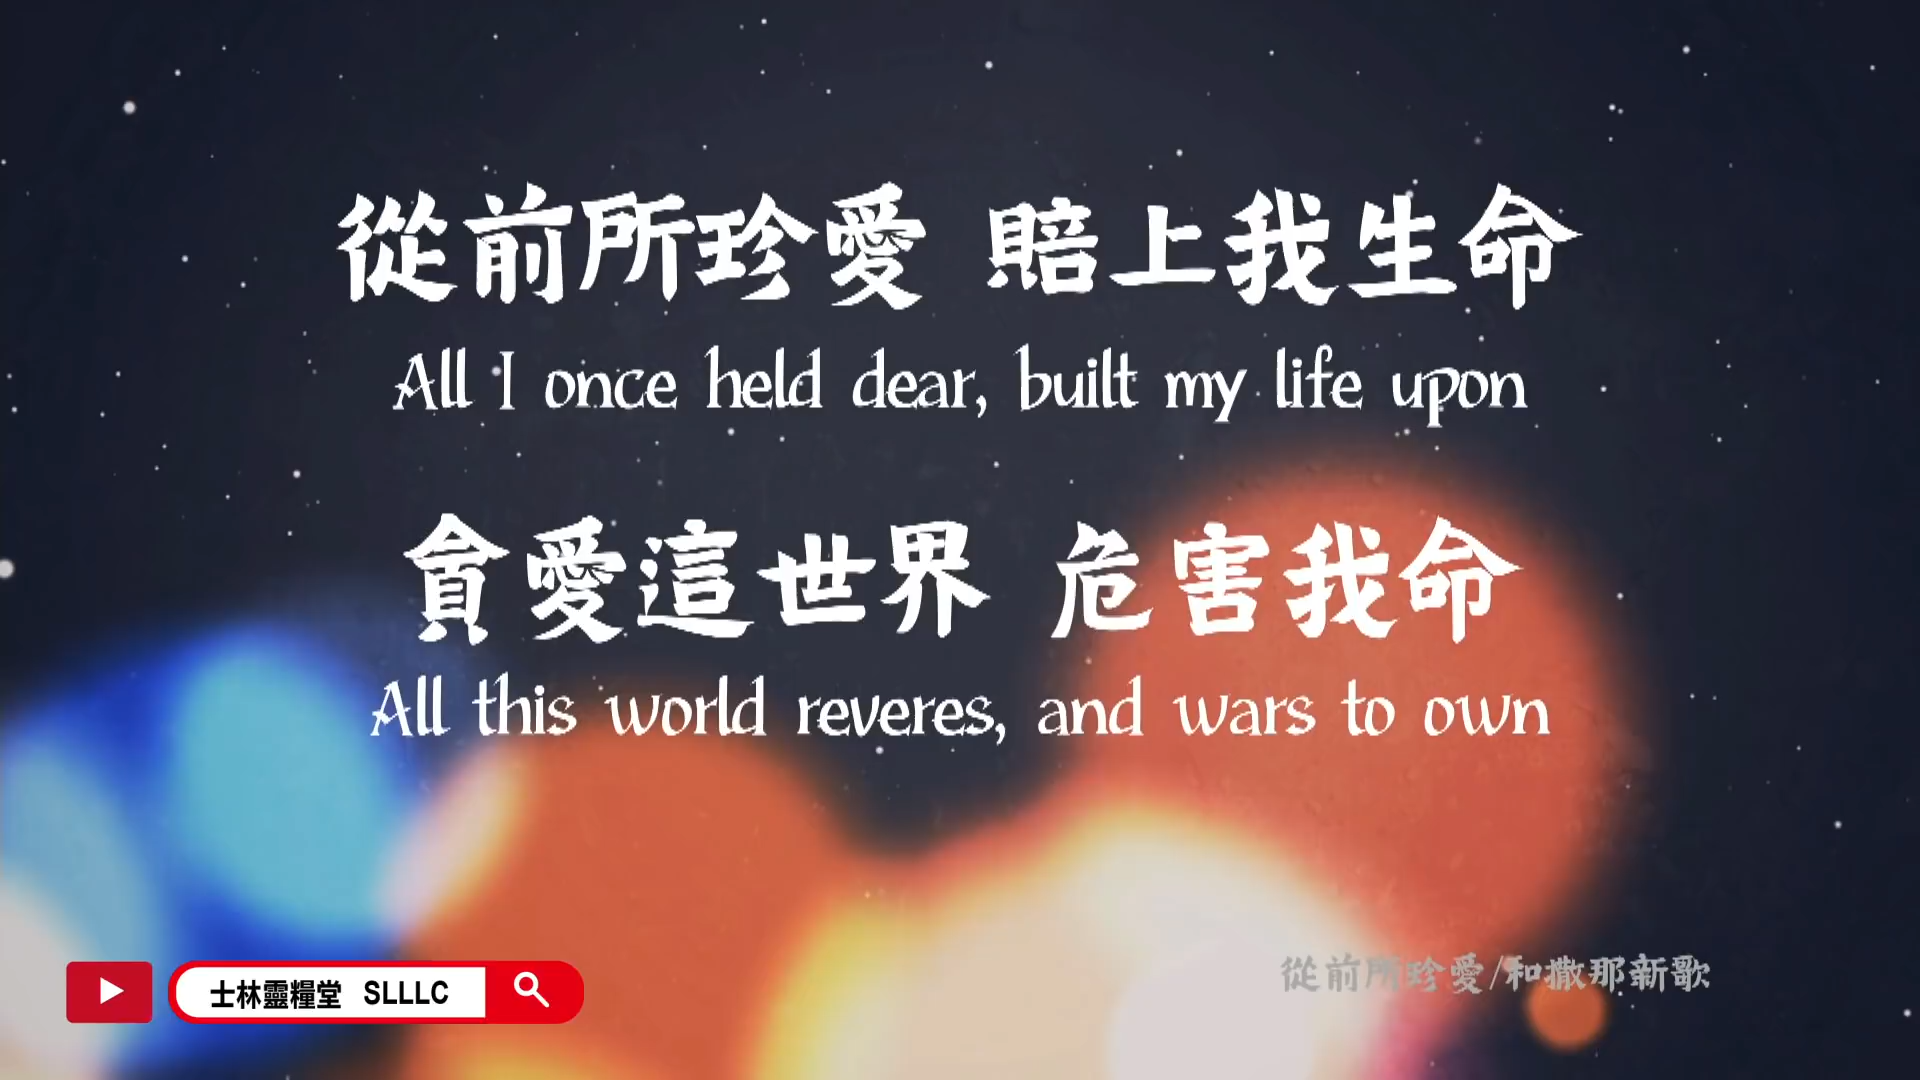 從前所珍愛 賠上我生命
All I once held dear, built my life upon
貪愛這世界 危害我命
All this world reveres, and wars to own
從前所珍愛/和撒那新歌
士林靈糧堂 SLLLC